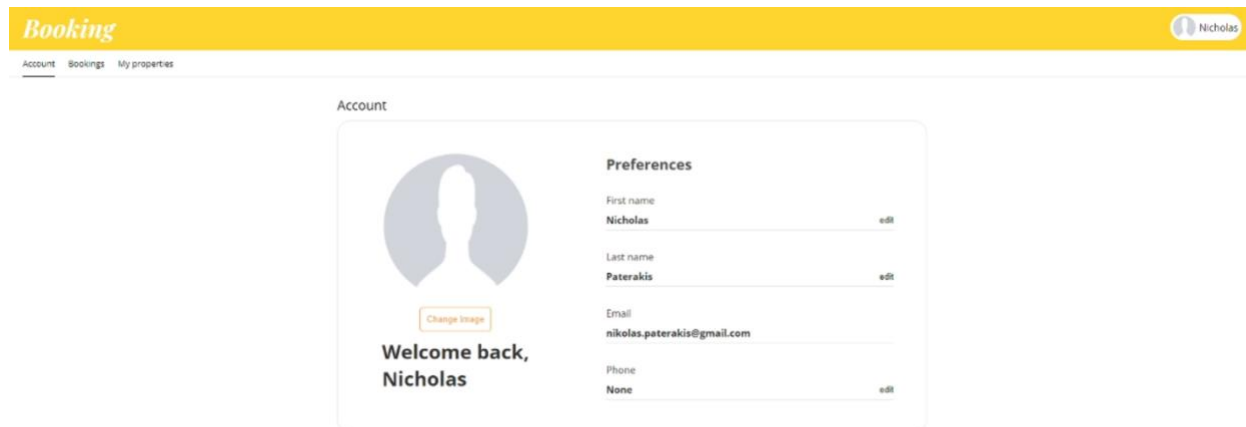 Booking
Nicholas
Account Bookings My properties
Account
Preferences
First name
Nicholas edit
Last name
Paterakis edit
Change Image
Email
nikolas.paterakis@gmail.com
Welcome back,
Nicholas
Phone
None edit